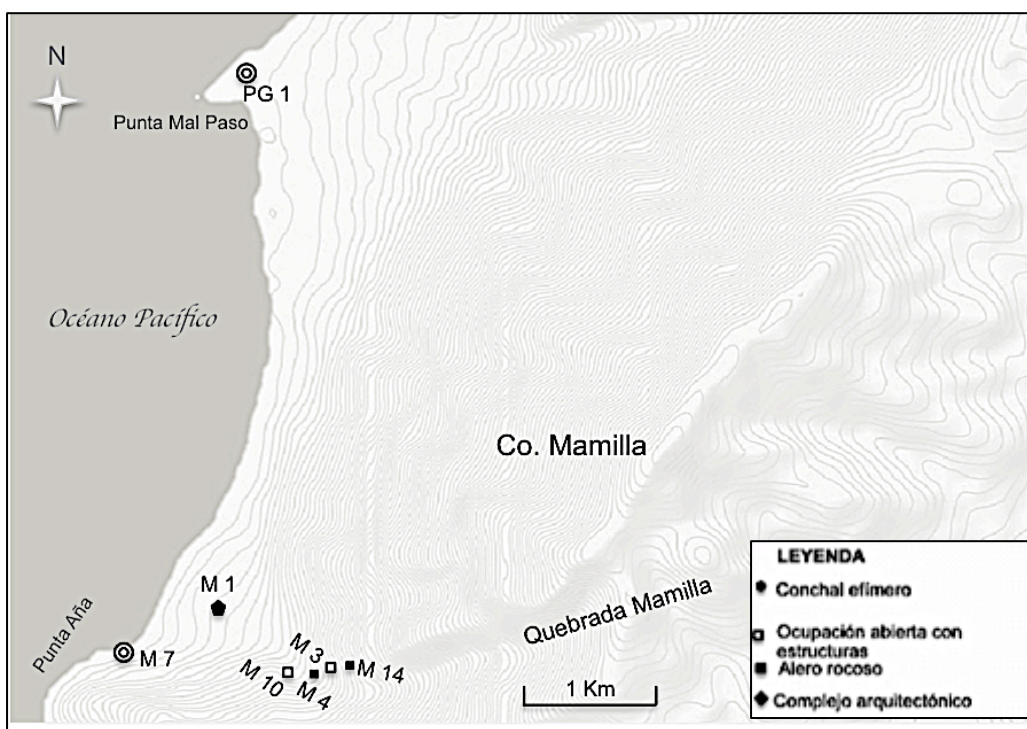 N
PG 1
Punta Mal Paso
Océano Pacífico
Co. Mamilla
M 1
Quebrada Mamilla
Punta Aña
M 7
M 10
M 4
M 3
M 14
1 Km
LEYENDA
Conchal efímero
Ocupación abierta con
estructuras
Alero rocoso
Complejo arquitectónico